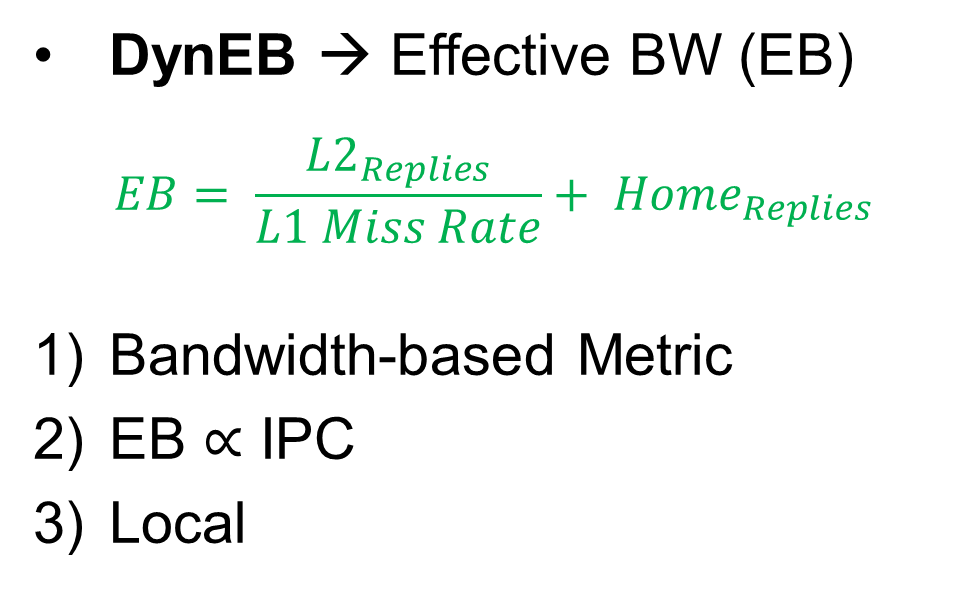 • DynEB → Effective BW (EB)
EB = L2Replies / L1 Miss Rate + HomeReplies
1) Bandwidth-based Metric
2) EB ∝ IPC
3) Local